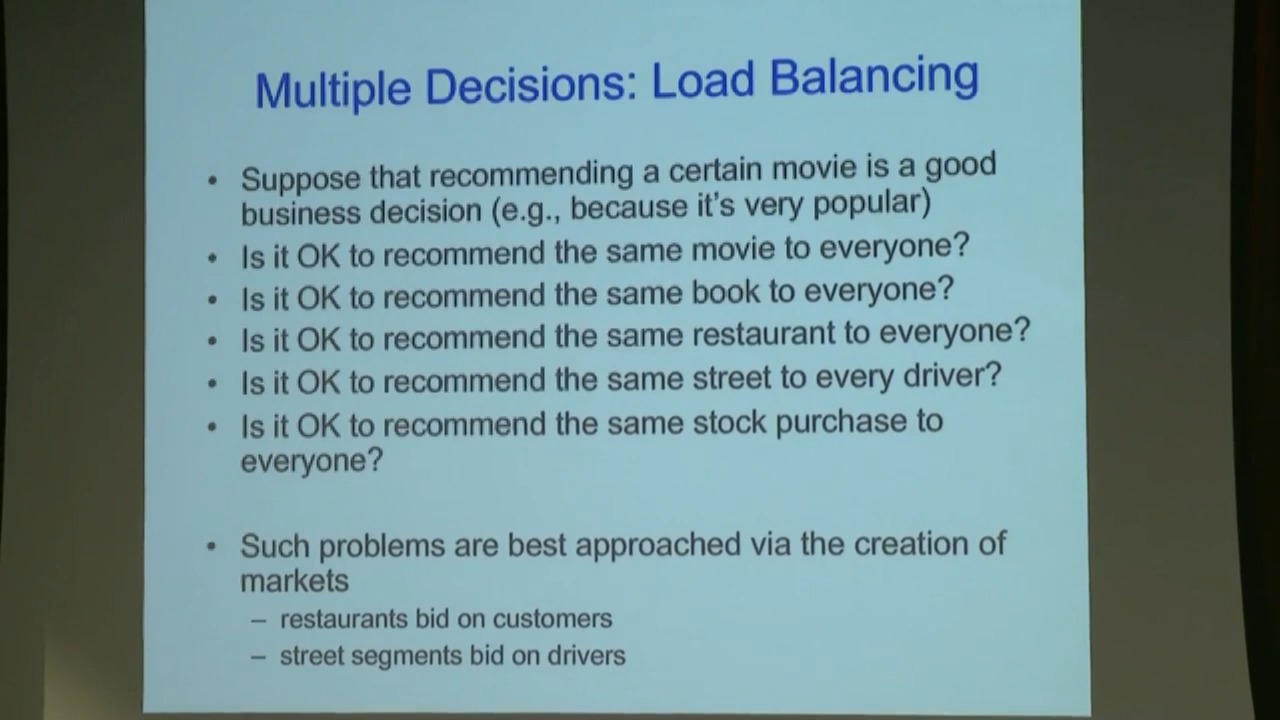 Multiple Decisions: Load Balancing
• Suppose that recommending a certain movie is a good
business decision (e.g., because it's very popular)
• Is it OK to recommend the same movie to everyone?
• Is it OK to recommend the same book to everyone?
• Is it OK to recommend the same restaurant to everyone?
• Is it OK to recommend the same street to every driver?
• Is it OK to recommend the same stock purchase to
everyone?
• Such problems are best approached via the creation of
markets
– restaurants bid on customers
– street segments bid on drivers